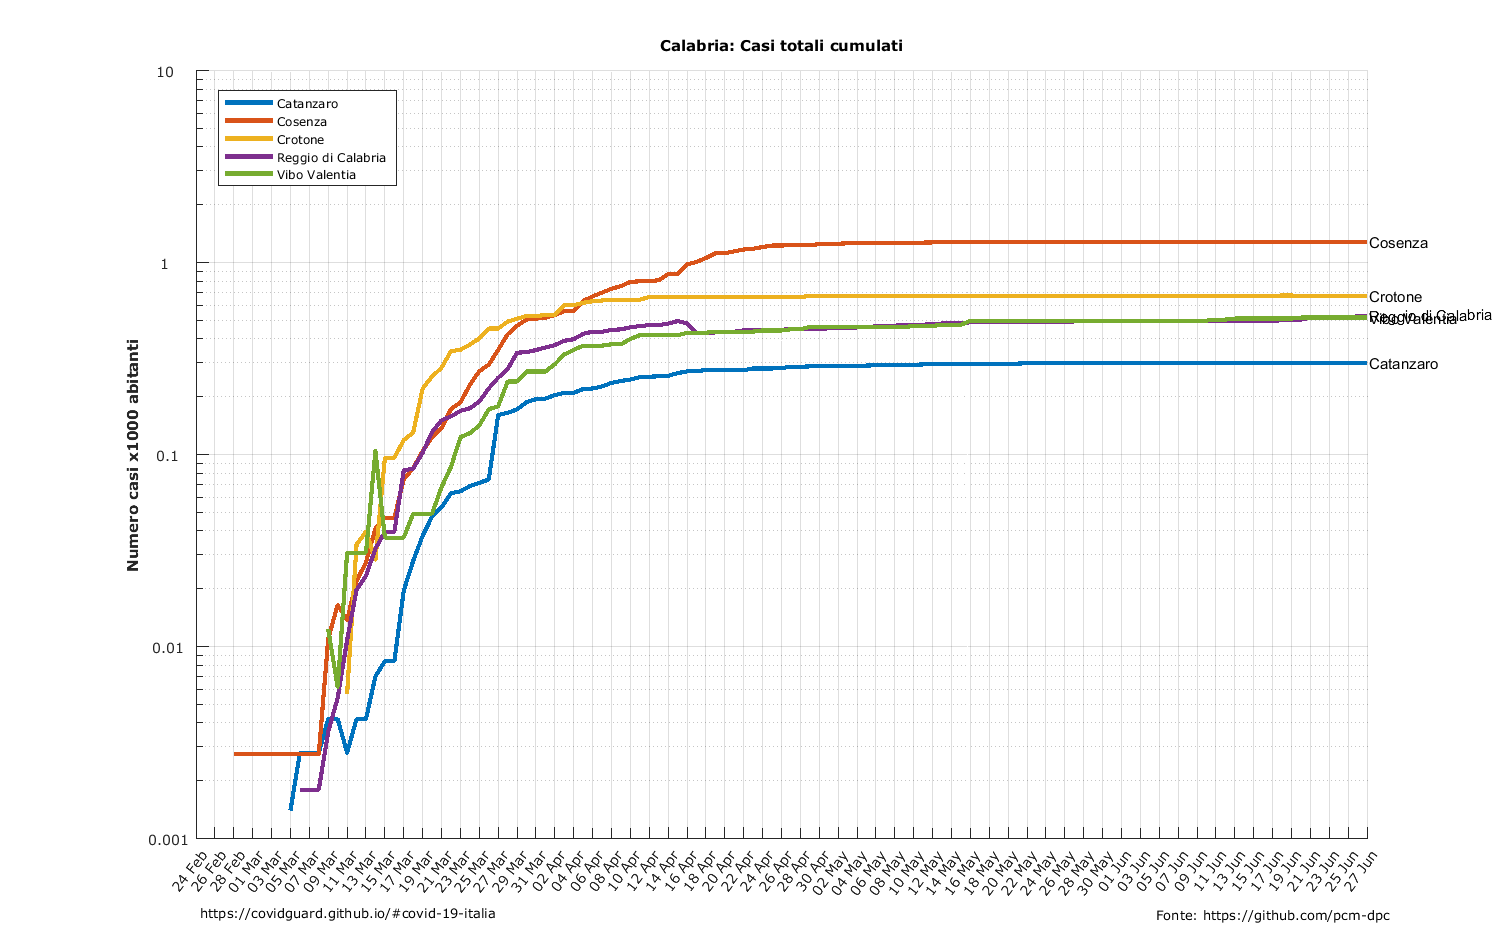 Calabria: Casi totali cumulati
10
1
0.1
0.01
0.001
Numero casi x1000 abitanti
Catanzaro
Cosenza
Crotone
Reggio di Calabria
Vibo Valentia
Cosenza
Crotone
Reggio di Calabria
Vibo Valentia
Catanzaro
24 Feb
26 Feb
28 Feb
01 Mar
03 Mar
05 Mar
07 Mar
09 Mar
11 Mar
13 Mar
15 Mar
17 Mar
19 Mar
21 Mar
23 Mar
25 Mar
27 Mar
29 Mar
31 Mar
02 Apr
04 Apr
06 Apr
08 Apr
10 Apr
12 Apr
14 Apr
16 Apr
18 Apr
20 Apr
22 Apr
24 Apr
26 Apr
28 Apr
30 Apr
02 May
04 May
06 May
08 May
10 May
12 May
14 May
16 May
18 May
20 May
22 May
24 May
26 May
28 May
30 May
01 Jun
03 Jun
05 Jun
07 Jun
09 Jun
11 Jun
13 Jun
15 Jun
17 Jun
19 Jun
21 Jun
23 Jun
25 Jun
27 Jun
https://covidguard.github.io/#covid-19-italia
Fonte: https://github.com/pcm-dpc